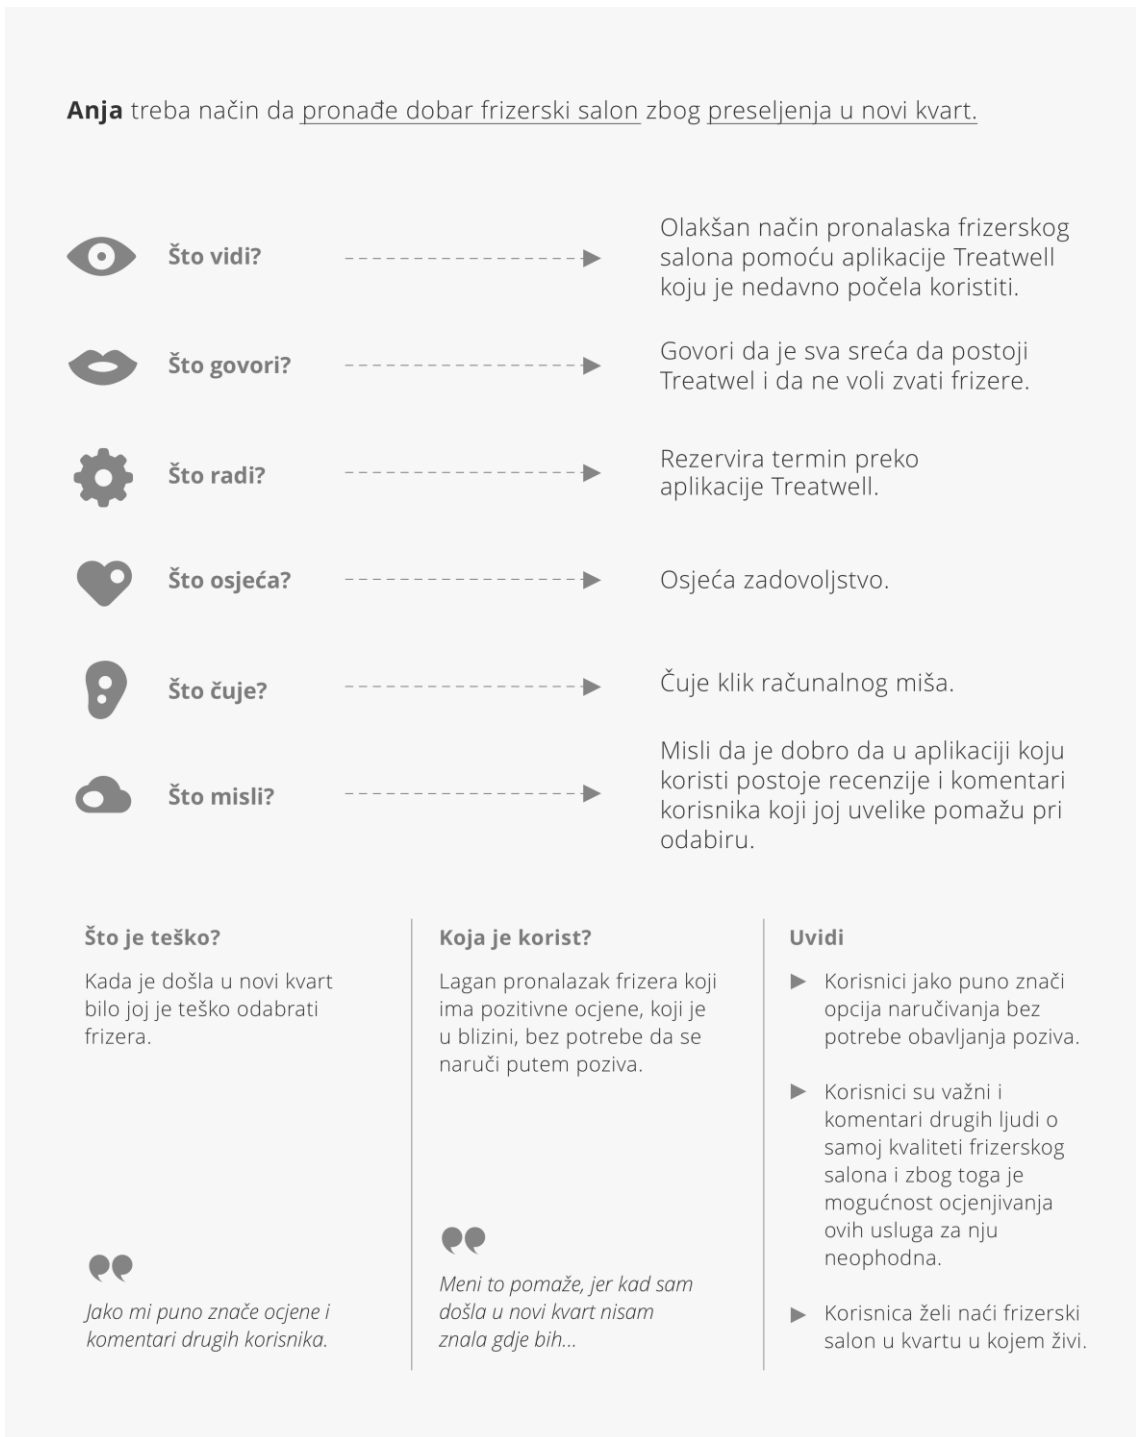 Anja treba način da pronađe dobar frizerski salon zbog preseljenja u novi kvart.
Što vidi?
Olakšan način pronalaska frizerskog
salona pomoću aplikacije Treatwell
koju je nedavno počela koristiti.
Što govori?
Govori da je sva sreća da postoji
Treatwel i da ne voli zvati frizere.
Što radi?
Rezervira termin preko
aplikacije Treatwell.
Što osjeća?
Osjeća zadovoljstvo.
Što čuje?
Čuje klik računalnog miša.
Što misli?
Misli da je dobro da u aplikaciji koju
koristi postoje recenzije i komentari
korisnika koji joj uvelike pomažu pri
odabiru.
Što je teško?
Kada je došla u novi kvart
bilo joj je teško odabrati
frizera.
Jako mi puno znače ocjene i
komentari drugih korisnika.
Koja je korist?
Lagan pronalazak frizera koji
ima pozitivne ocjene, koji je
u blizini, bez potrebe da se
naruči putem poziva.
Meni to pomaže, jer kad sam
došla u novi kvart nisam
znala gdje bih...
Uvidi
Korisnici jako puno znači
opcija naručivanja bez
potrebe obavljanja poziva.
Korisnici su važni i
komentari drugih ljudi o
samoj kvaliteti frizerskog
salona i zbog toga je
mogućnost ocjenjivanja
ovih usluga za nju
neophodna.
Korisnica želi naći frizerski
salon u kvartu u kojem živi.